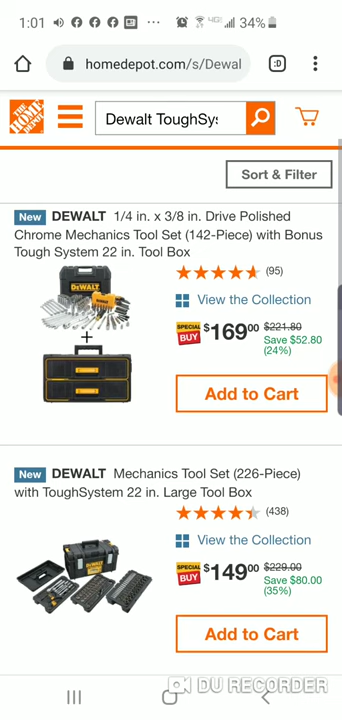 1:01 34%
homedepot.com/s/Dewal :D
THE HOME DEPOT
Dewalt ToughSys
Sort & Filter
New DEWALT 1/4 in. x 3/8 in. Drive Polished
Chrome Mechanics Tool Set (142-Piece) with Bonus
Tough System 22 in. Tool Box
(95)
DEWALT
+
View the Collection
SPECIAL BUY $169.00 $221.80
Save $52.80
(24%)
Add to Cart
New DEWALT Mechanics Tool Set (226-Piece)
with ToughSystem 22 in. Large Tool Box
(438)
View the Collection
SPECIAL BUY $149.00 $229.00
Save $80.00
(35%)
Add to Cart
DU RECORDER